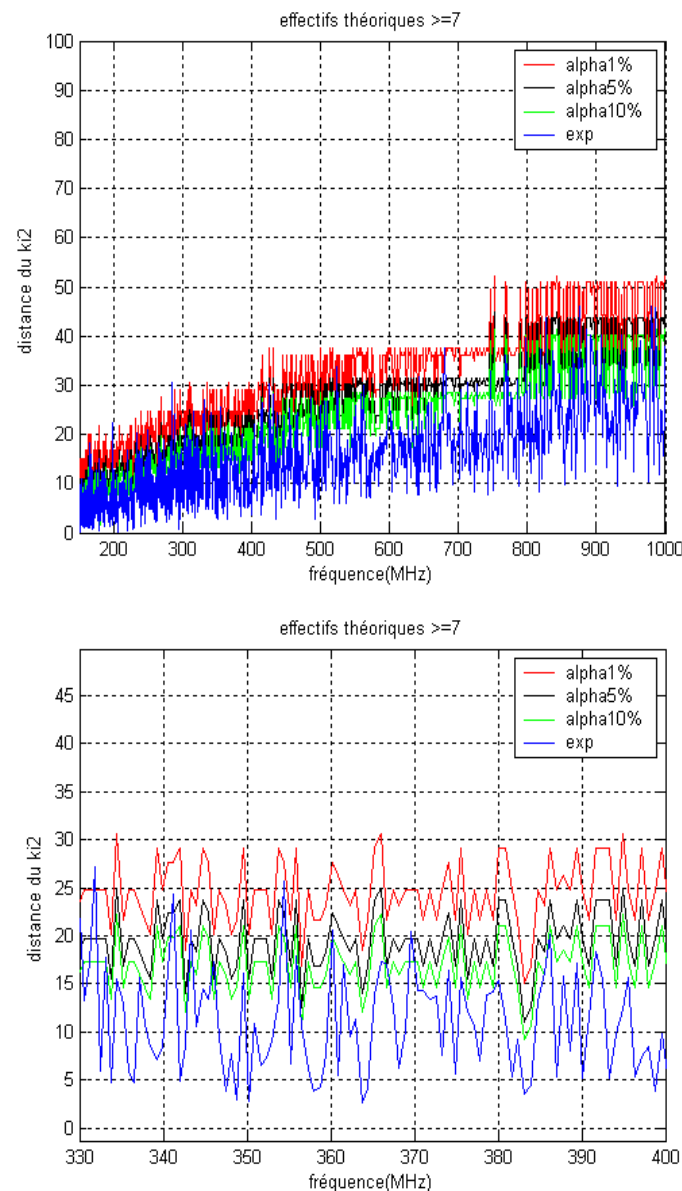 effectifs théoriques >=7
100
90
80
70
60
50
40
30
20
10
0
distance du ki2
alpha1%
alpha5%
alpha10%
exp
200 300 400 500 600 700 800 900 1000
fréquence(MHz)
effectifs théoriques >=7
45
40
35
30
25
20
15
10
5
0
distance du ki2
alpha1%
alpha5%
alpha10%
exp
330 340 350 360 370 380 390 400
fréquence(MHz)